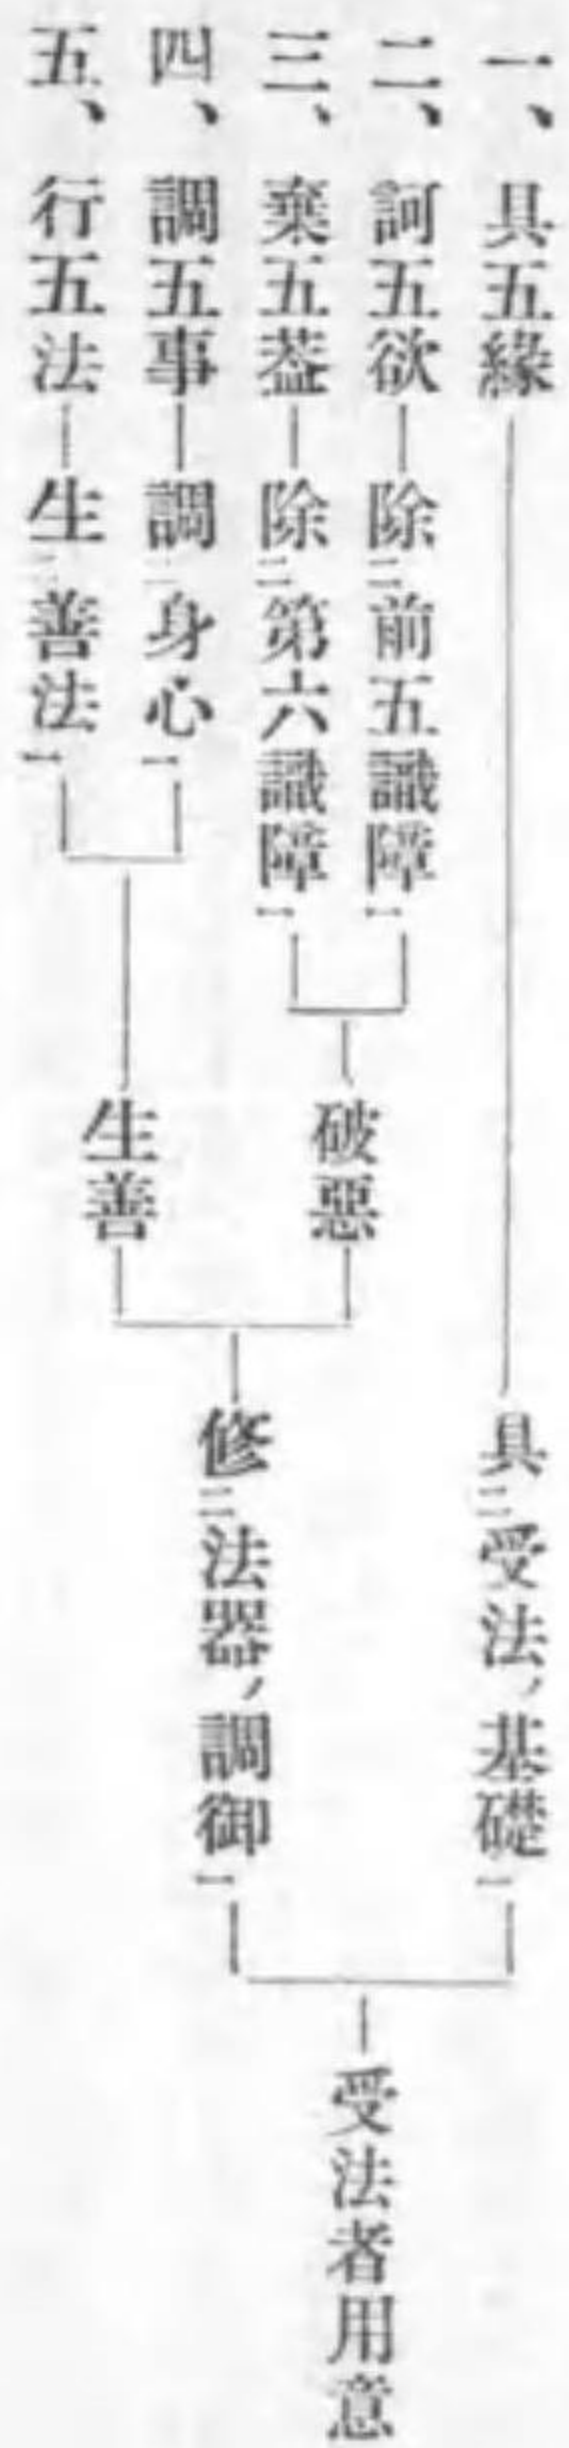 一、具五緣
具㆓受法ノ基礎㆒
二、訶五欲
除㆓前五識障㆒
三、棄五葢
除㆓第六識障㆒
破惡
四、調五事
調㆓身心㆒
五、行五法
生㆓善法㆒
生善
修㆓法器ノ調御㆒
受法者用意